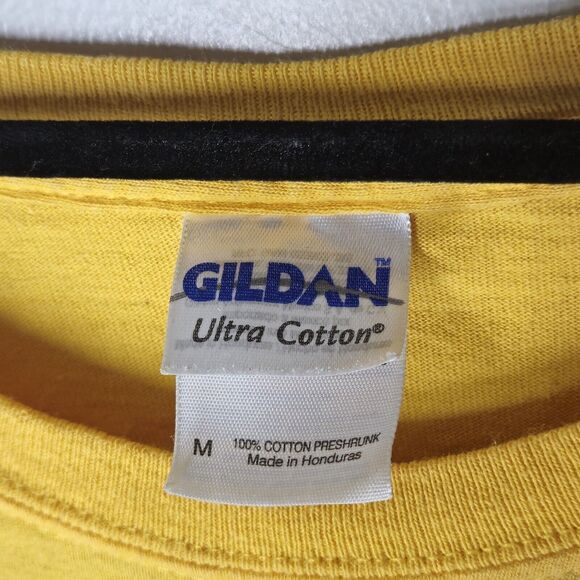 GILDAN™
Ultra Cotton®
M
100% COTTON PRESHRUNK
Made in Honduras